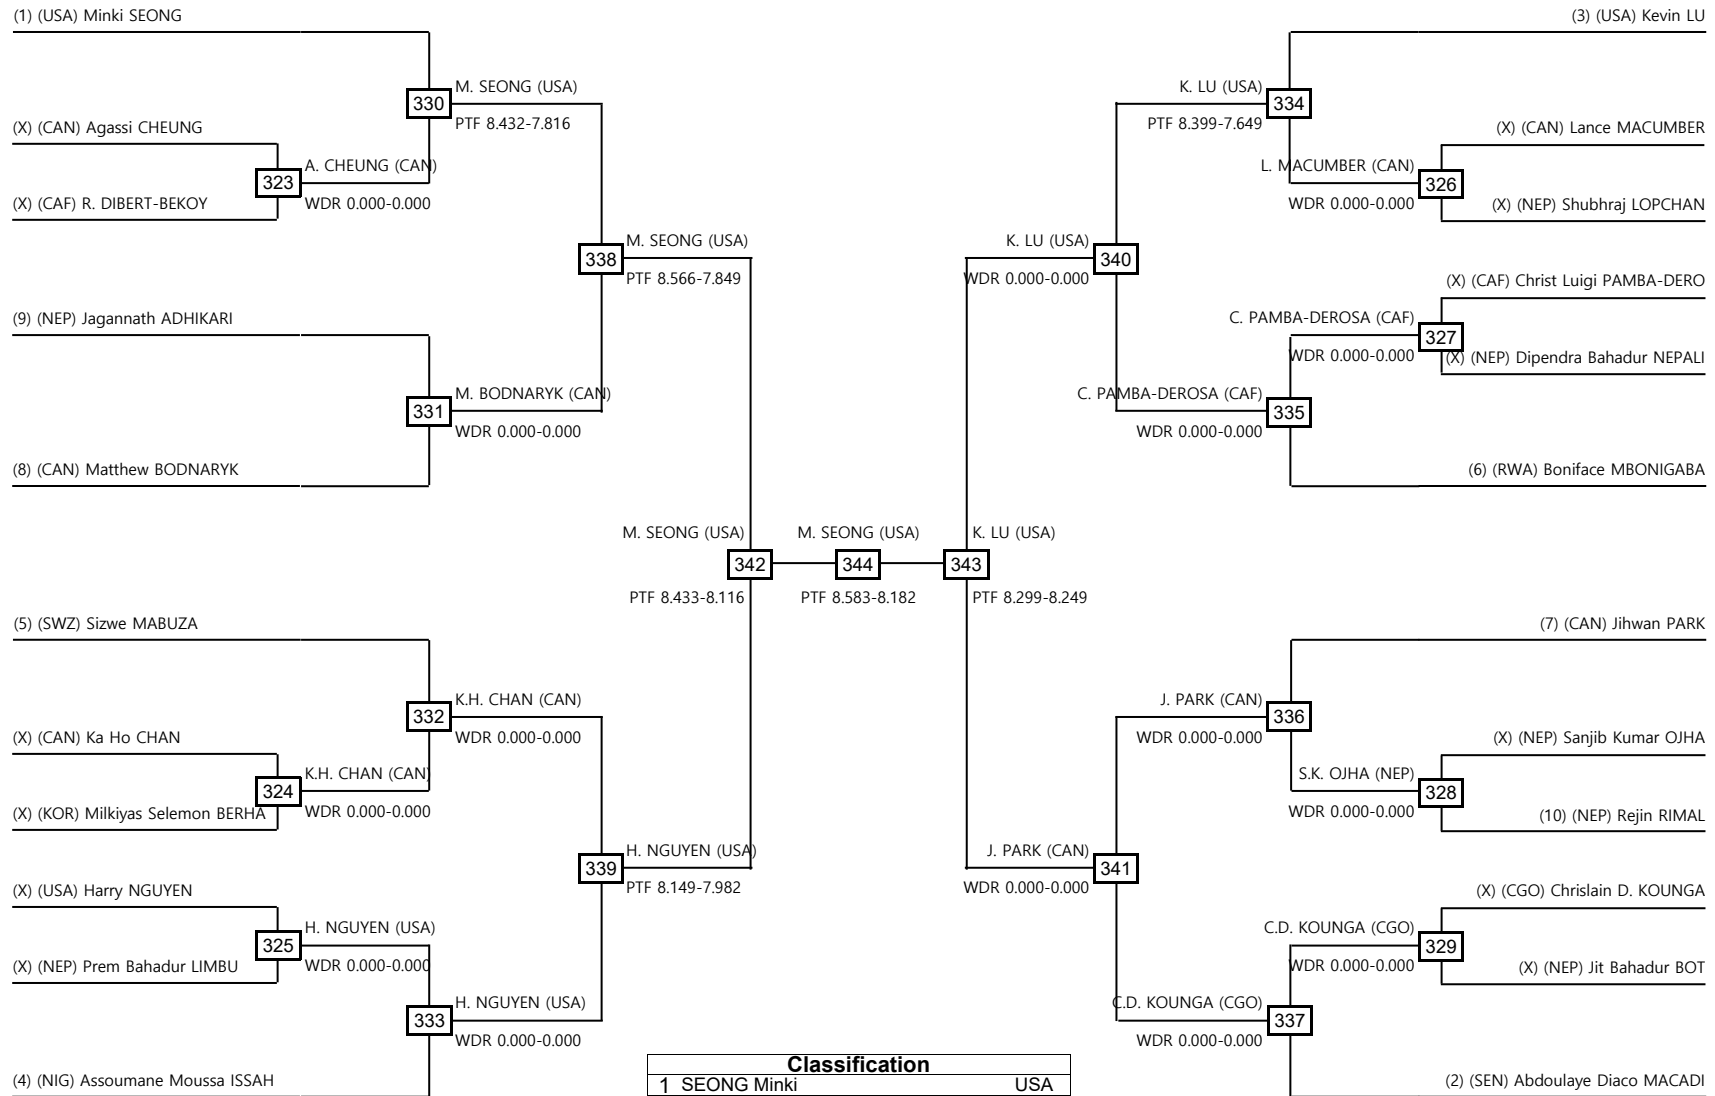 (1) (USA) Minki SEONG
330
M. SEONG (USA)
PTF 8.432-7.816
(X) (CAN) Agassi CHEUNG
323
A. CHEUNG (CAN)
WDR 0.000-0.000
(X) (CAF) R. DIBERT-BEKOY
338
M. SEONG (USA)
PTF 8.566-7.849
(9) (NEP) Jagannath ADHIKARI
331
M. BODNARYK (CAN)
WDR 0.000-0.000
(8) (CAN) Matthew BODNARYK
M. SEONG (USA)
342
PTF 8.433-8.116
(5) (SWZ) Sizwe MABUZA
332
K.H. CHAN (CAN)
WDR 0.000-0.000
(X) (CAN) Ka Ho CHAN
324
K.H. CHAN (CAN)
WDR 0.000-0.000
(X) (KOR) Milkiyas Selemon BERHA
339
H. NGUYEN (USA)
PTF 8.149-7.982
(X) (USA) Harry NGUYEN
325
H. NGUYEN (USA)
WDR 0.000-0.000
(X) (NEP) Prem Bahadur LIMBU
333
H. NGUYEN (USA)
WDR 0.000-0.000
(4) (NIG) Assoumane Moussa ISSAH
M. SEONG (USA)
344
PTF 8.583-8.182
(3) (USA) Kevin LU
K. LU (USA)
334
PTF 8.399-7.649
(X) (CAN) Lance MACUMBER
L. MACUMBER (CAN)
326
WDR 0.000-0.000
(X) (NEP) Shubhraj LOPCHAN
K. LU (USA)
340
WDR 0.000-0.000
(X) (CAF) Christ Luigi PAMBA-DERO
C. PAMBA-DEROSA (CAF)
327
WDR 0.000-0.000
(X) (NEP) Dipendra Bahadur NEPALI
C. PAMBA-DEROSA (CAF)
335
WDR 0.000-0.000
(6) (RWA) Boniface MBONIGABA
K. LU (USA)
343
PTF 8.299-8.249
(7) (CAN) Jihwan PARK
J. PARK (CAN)
336
WDR 0.000-0.000
(X) (NEP) Sanjib Kumar OJHA
S.K. OJHA (NEP)
328
WDR 0.000-0.000
(10) (NEP) Rejin RIMAL
J. PARK (CAN)
341
WDR 0.000-0.000
(X) (CGO) Chrislain D. KOUNGA
C.D. KOUNGA (CGO)
329
WDR 0.000-0.000
(X) (NEP) Jit Bahadur BOT
C.D. KOUNGA (CGO)
337
WDR 0.000-0.000
(2) (SEN) Abdoulaye Diaco MACADI
Classification
1 SEONG Minki USA